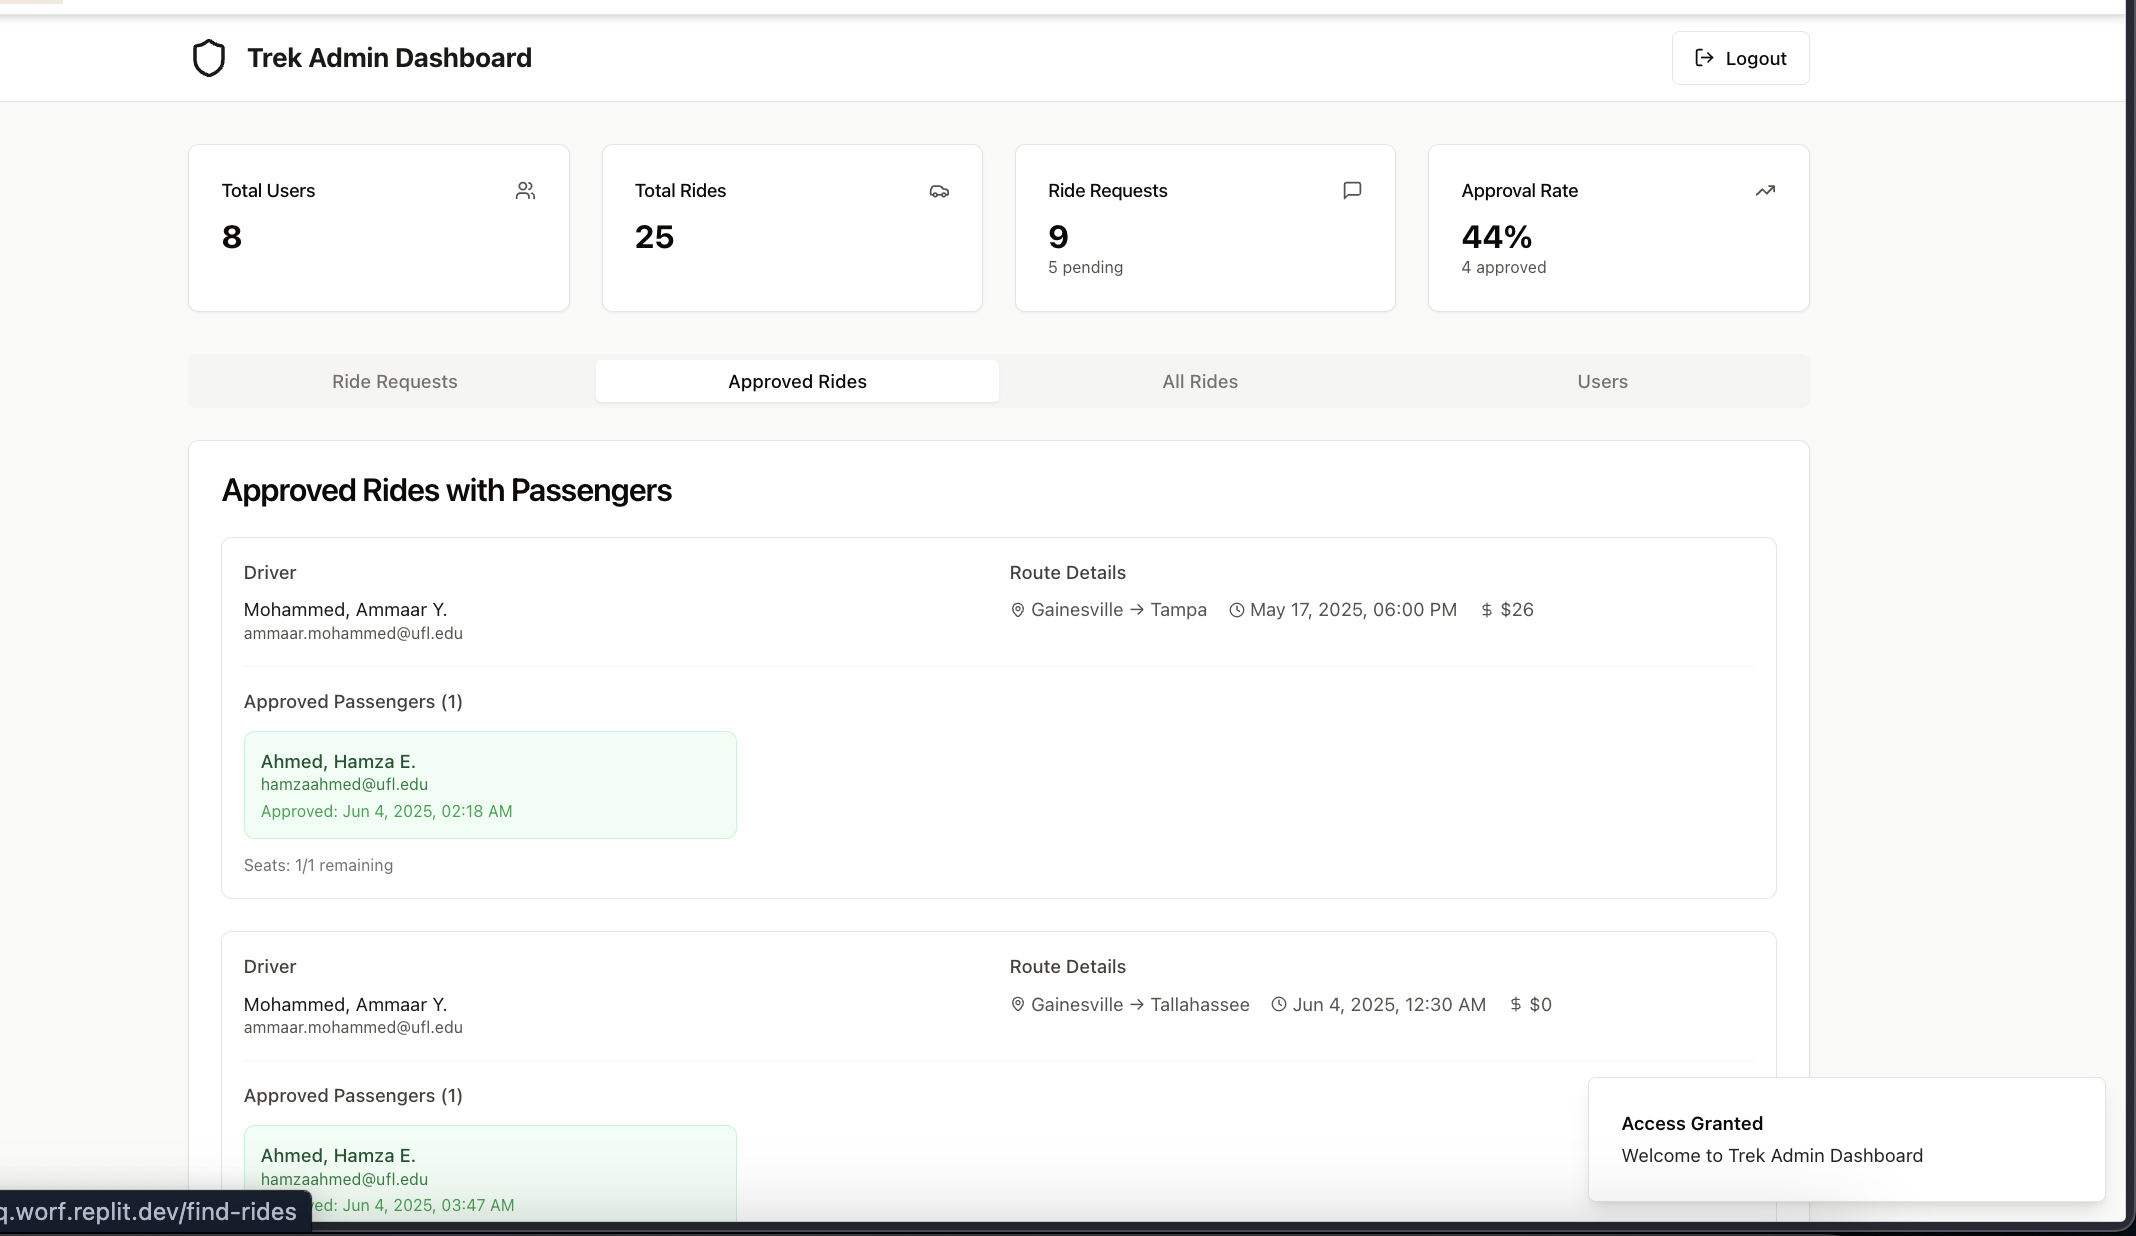 Trek Admin Dashboard
Logout
Total Users
8
Total Rides
25
Ride Requests
9
5 pending
Approval Rate
44%
4 approved
Ride Requests
Approved Rides
All Rides
Users
Approved Rides with Passengers
Driver
Mohammed, Ammaar Y.
ammaar.mohammed@ufl.edu
Route Details
Gainesville → Tampa May 17, 2025, 06:00 PM $ $26
Approved Passengers (1)
Ahmed, Hamza E.
hamzaahmed@ufl.edu
Approved: Jun 4, 2025, 02:18 AM
Seats: 1/1 remaining
Driver
Mohammed, Ammaar Y.
ammaar.mohammed@ufl.edu
Route Details
Gainesville → Tallahassee Jun 4, 2025, 12:30 AM $ $0
Approved Passengers (1)
Ahmed, Hamza E.
hamzaahmed@ufl.edu
ved: Jun 4, 2025, 03:47 AM
Access Granted
Welcome to Trek Admin Dashboard
q.worf.replit.dev/find-rides